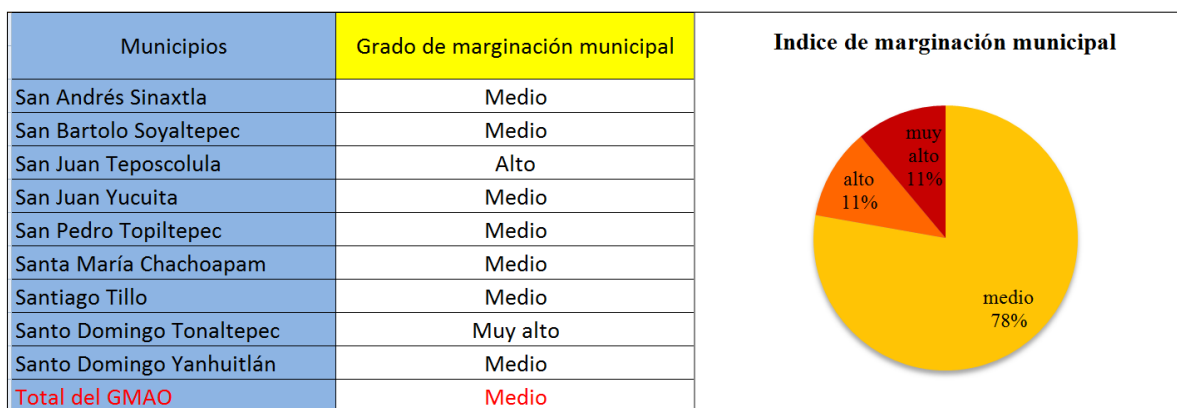 Municipios Grado de marginación municipal
San Andrés Sinaxtla Medio
San Bartolo Soyaltepec Medio
San Juan Teposcolula Alto
San Juan Yucuita Medio
San Pedro Topiltepec Medio
Santa María Chachoapam Medio
Santiago Tillo Medio
Santo Domingo Tonaltepec Muy alto
Santo Domingo Yanhuitlán Medio
Total del GMAO Medio
Indice de marginación municipal
muy
alto
11%
alto
11%
medio
78%